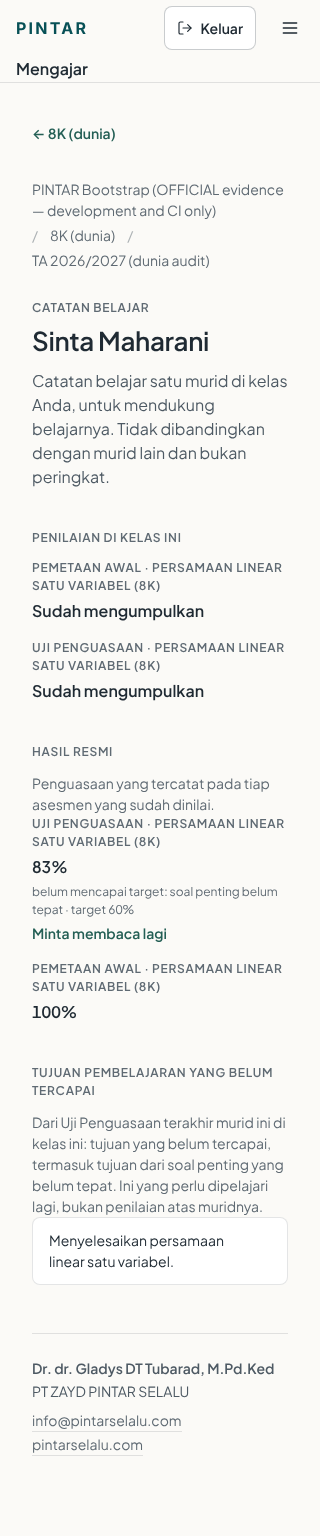 PINTAR
Keluar
Mengajar
← 8K (dunia)
PINTAR Bootstrap (OFFICIAL evidence
— development and CI only)
/ 8K (dunia) /
TA 2026/2027 (dunia audit)
CATATAN BELAJAR
Sinta Maharani
Catatan belajar satu murid di kelas
Anda, untuk mendukung
belajarnya. Tidak dibandingkan
dengan murid lain dan bukan
peringkat.
PENILAIAN DI KELAS INI
PEMETAAN AWAL · PERSAMAAN LINEAR
SATU VARIABEL (8K)
Sudah mengumpulkan
UJI PENGUASAAN · PERSAMAAN LINEAR
SATU VARIABEL (8K)
Sudah mengumpulkan
HASIL RESMI
Penguasaan yang tercatat pada tiap
asesmen yang sudah dinilai.
UJI PENGUASAAN · PERSAMAAN LINEAR
SATU VARIABEL (8K)
83%
belum mencapai target: soal penting belum
tepat · target 60%
Minta membaca lagi
PEMETAAN AWAL · PERSAMAAN LINEAR
SATU VARIABEL (8K)
100%
TUJUAN PEMBELAJARAN YANG BELUM
TERCAPAI
Dari Uji Penguasaan terakhir murid ini di
kelas ini: tujuan yang belum tercapai,
termasuk tujuan dari soal penting yang
belum tepat. Ini yang perlu dipelajari
lagi, bukan penilaian atas muridnya.
Menyelesaikan persamaan
linear satu variabel.
Dr. dr. Gladys DT Tubarad, M.Pd.Ked
PT ZAYD PINTAR SELALU
info@pintarselalu.com
pintarselalu.com